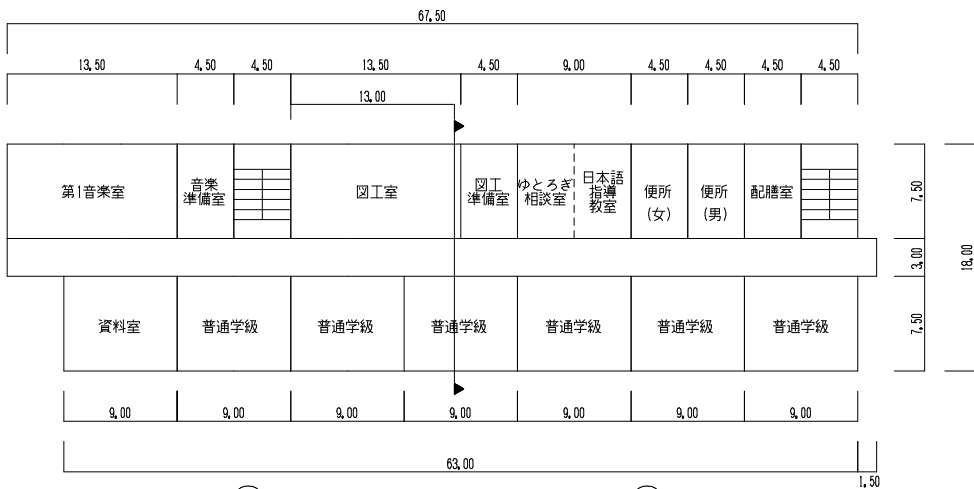 67.50
13.50 4.50 4.50 13.50 4.50 9.00 4.50 4.50 4.50 4.50
13.00
第1音楽室
音楽
準備室
図工室
図工
準備室
ゆとろぎ
相談室
日本語
指導
教室
便所
(女)
便所
(男)
配膳室
7.50
3.00
18.00
7.50
資料室 普通学級 普通学級 普通学級 普通学級 普通学級 普通学級
9.00 9.00 9.00 9.00 9.00 9.00 9.00
63.00
1.50